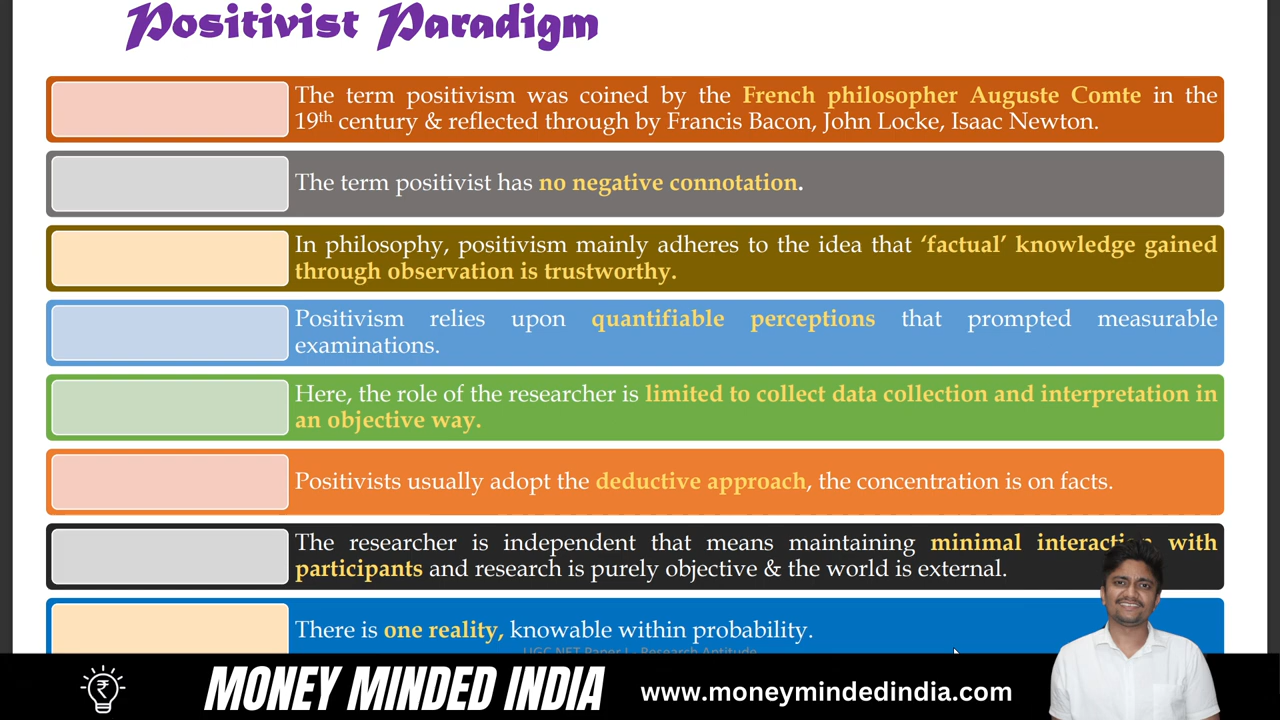 Positivist Paradigm
The term positivism was coined by the French philosopher Auguste Comte in the
19th century & reflected through by Francis Bacon, John Locke, Isaac Newton.
The term positivist has no negative connotation.
In philosophy, positivism mainly adheres to the idea that ‘factual’ knowledge gained
through observation is trustworthy.
Positivism relies upon quantifiable perceptions that prompted measurable
examinations.
Here, the role of the researcher is limited to collect data collection and interpretation in
an objective way.
Positivists usually adopt the deductive approach, the concentration is on facts.
The researcher is independent that means maintaining minimal interaction with
participants and research is purely objective & the world is external.
There is one reality, knowable within probability.
UGC NET Paper I - Research Aptitude
MONEY MINDED INDIA
www.moneymindedindia.com